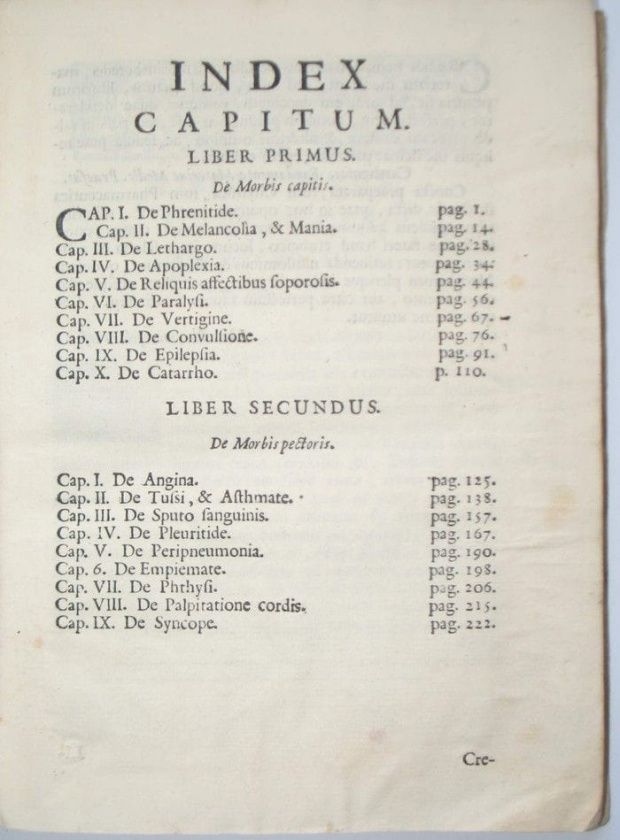 INDEX
CAPITUM.
LIBER PRIMUS.
De Morbis capitis.
CAP. I. De Phrenitide. pag. 1.
Cap. II. De Melancolia, & Mania. pag. 14.
Cap. III. De Lethargo. pag. 28.
Cap. IV. De Apoplexia. pag. 34.
Cap. V. De Reliquis affectibus soporosis. pag. 44.
Cap. VI. De Paralysi. pag. 56.
Cap. VII. De Vertigine. pag. 67.
Cap. VIII. De Convulsione. pag. 76.
Cap. IX. De Epilepsia. pag. 91.
Cap. X. De Catarrho. p. 110.
LIBER SECUNDUS.
De Morbis pectoris.
Cap. I. De Angina. pag. 125.
Cap. II. De Tussi, & Asthmate. pag. 138.
Cap. III. De Sputo sanguinis. pag. 157.
Cap. IV. De Pleuritide. pag. 167.
Cap. V. De Peripneumonia. pag. 190.
Cap. 6. De Empiemate. pag. 198.
Cap. VII. De Phthysi. pag. 206.
Cap. VIII. De Palpitatione cordis. pag. 215.
Cap. IX. De Syncope. pag. 222.
Cre-